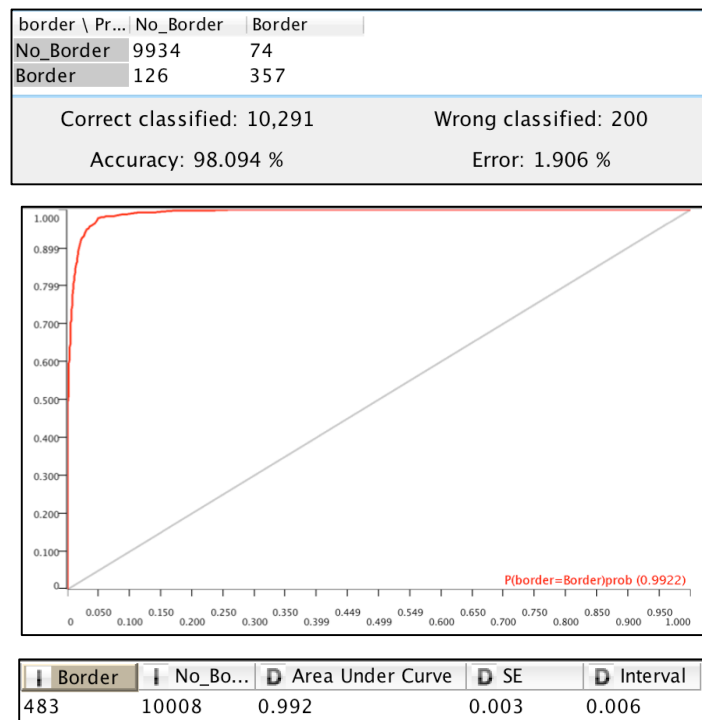 border \ Pr... No_Border Border
No_Border 9934 74
Border 126 357
Correct classified: 10,291 Wrong classified: 200
Accuracy: 98.094 % Error: 1.906 %
1.000
0.899
0.799
0.700
0.600
0.500
0.400
0.300
0.200
0.100
0
P(border=Border)prob (0.9922)
0.050 0.150 0.250 0.350 0.449 0.549 0.650 0.750 0.850 0.950
0 0.100 0.200 0.300 0.399 0.499 0.600 0.700 0.800 0.900 1.000
I Border I No_Bo... D Area Under Curve D SE D Interval
483 10008 0.992 0.003 0.006